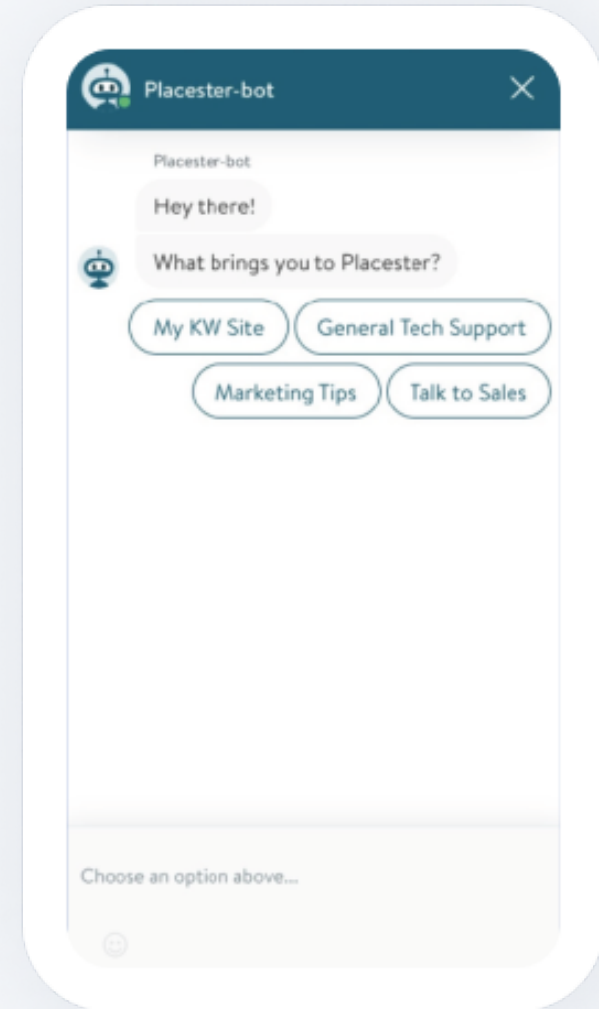 Placester-bot
Placester-bot
Hey there!
What brings you to Placester?
My KW Site General Tech Support
Marketing Tips Talk to Sales
Choose an option above...